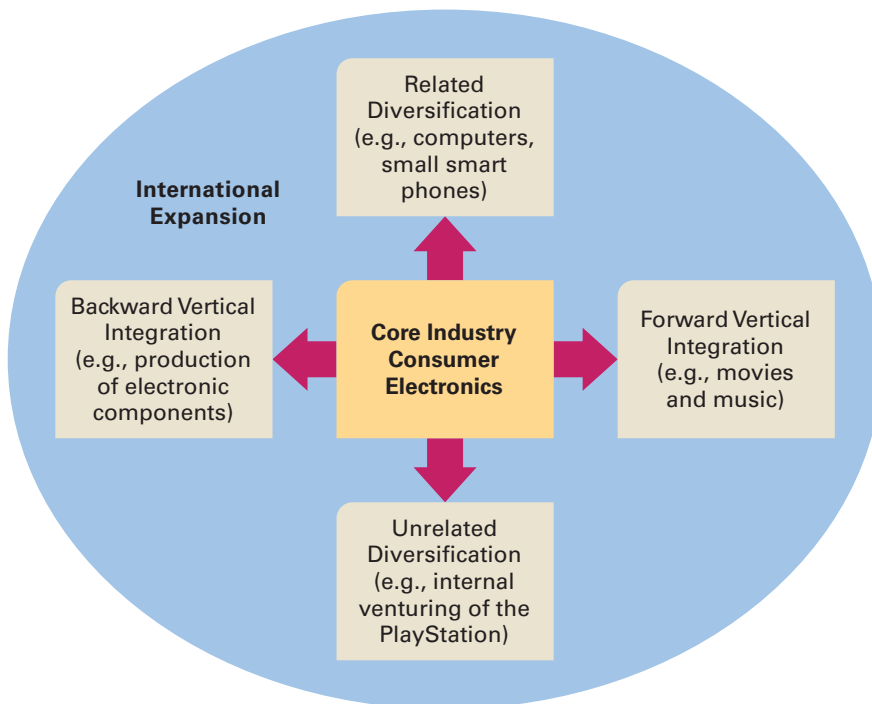 Related
Diversification
(e.g., computers,
small smart
phones)
International
Expansion
Backward Vertical
Integration
(e.g., production
of electronic
components)
Core Industry
Consumer
Electronics
Forward Vertical
Integration
(e.g., movies
and music)
Unrelated
Diversification
(e.g., internal
venturing of the
PlayStation)